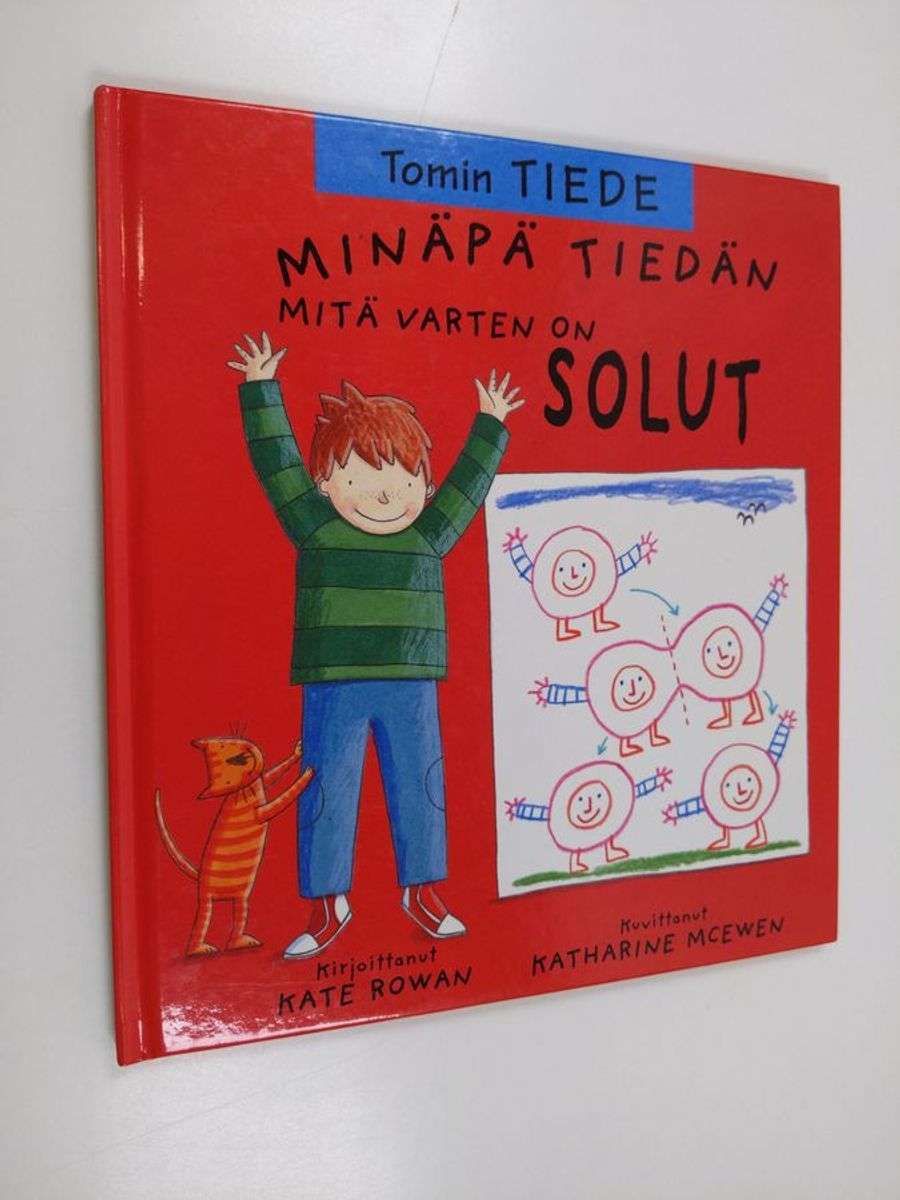 Tomin TIEDE
MINÄPÄ TIEDÄN
MITÄ VARTEN ON
SOLUT
Kirjoittanut
KATE ROWAN
Kuvittanut
KATHARINE MCEWEN